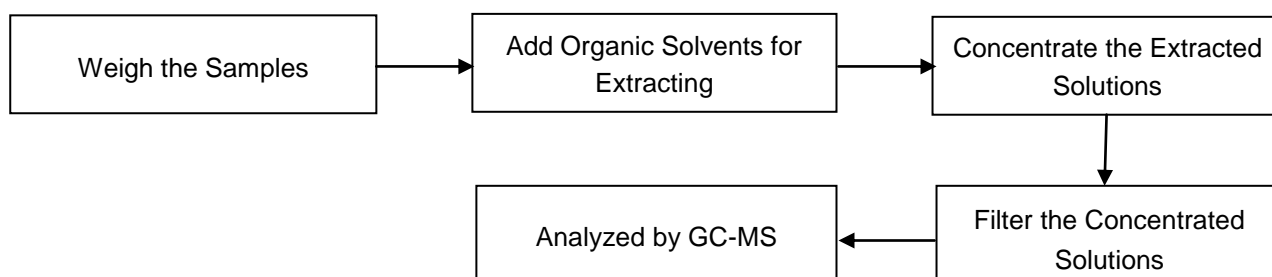 Weigh the Samples
Add Organic Solvents for
Extracting
Concentrate the Extracted
Solutions
Filter the Concentrated
Solutions
Analyzed by GC-MS